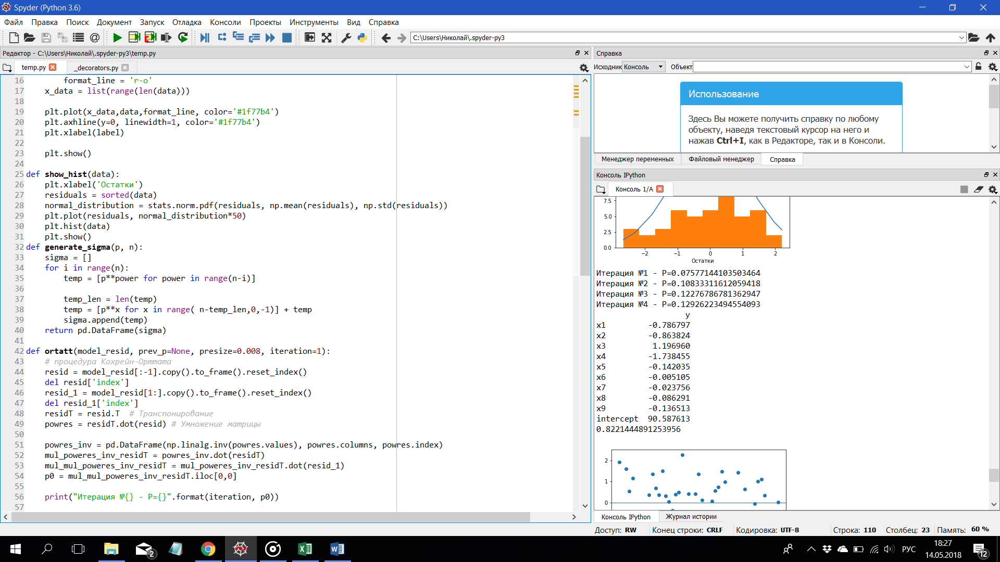 Spyder (Python 3.6)
Файл Правка Поиск Документ Запуск Отладка Консоли Проекты Инструменты Вид Справка
C:\Users\Николай\.spyder-py3
Редактор - C:\Users\Николай\.spyder-py3\temp.py
temp.py _decorators.py
16 format_line = 'r-o'
17 x_data = list(range(len(data)))
18
19 plt.plot(x_data,data,format_line, color='#1f77b4')
20 plt.axhline(y=0, linewidth=1, color='#1f77b4')
21 plt.xlabel(label)
22
23 plt.show()
24
25 def show_hist(data):
26 plt.xlabel('Остатки')
27 residuals = sorted(data)
28 normal_distribution = stats.norm.pdf(residuals, np.mean(residuals), np.std(residuals))
29 plt.plot(residuals, normal_distribution*50)
30 plt.hist(data)
31 plt.show()
32 def generate_sigma(p, n):
33 sigma = []
34 for i in range(n):
35 temp = [p**power for power in range(n-i)]
36
37 temp_len = len(temp)
38 temp = [p**x for x in range( n-temp_len,0,-1)] + temp
39 sigma.append(temp)
40 return pd.DataFrame(sigma)
41
42 def ortatt(model_resid, prev_p=None, presize=0.008, iteration=1):
43 # процедура Кохрейн-Орттата
44 resid = model_resid[:-1].copy().to_frame().reset_index()
45 del resid['index']
46 resid_1 = model_resid[1:].copy().to_frame().reset_index()
47 del resid_1['index']
48 residT = resid.T # Транспонирование
49 powres = residT.dot(resid) # Умножение матрицы
50
51 powres_inv = pd.DataFrame(np.linalg.inv(powres.values), powres.columns, powres.index)
52 mul_poweres_inv_residT = powres_inv.dot(residT)
53 mul_mul_poweres_inv_residT = mul_poweres_inv_residT.dot(resid_1)
54 p0 = mul_mul_poweres_inv_residT.iloc[0,0]
55
56 print("Итерация №{} - P={}".format(iteration, p0))
57
Справка
Исходник Консоль Объект
Использование
Здесь Вы можете получить справку по любому
объекту, наведя текстовый курсор на него и
нажав Ctrl+I, как в Редакторе, так и в Консоли.
Менеджер переменных Файловый менеджер Справка
Консоль IPython
Консоль 1/A
7.5
5.0
2.5
0.0
−2 −1 0 1 2
Остатки
Итерация №1 - P=0.07577144103503464
Итерация №2 - P=0.10833311612059418
Итерация №3 - P=0.12276786781362947
Итерация №4 - P=0.12926223494554093
y
x1 -0.786797
x2 -0.863824
x3 1.196960
x4 -1.738455
x5 -0.142035
x6 -0.005105
x7 -0.023756
x8 -0.086291
x9 -0.136513
intercept 90.587613
0.8221444891253956
2
1
0
Консоль IPython Журнал истории
Доступ: RW Конец строки: CRLF Кодировка: UTF-8 Строка: 110 Столбец: 23 Память: 60 %
2
РУС
18:27
14.05.2018
12